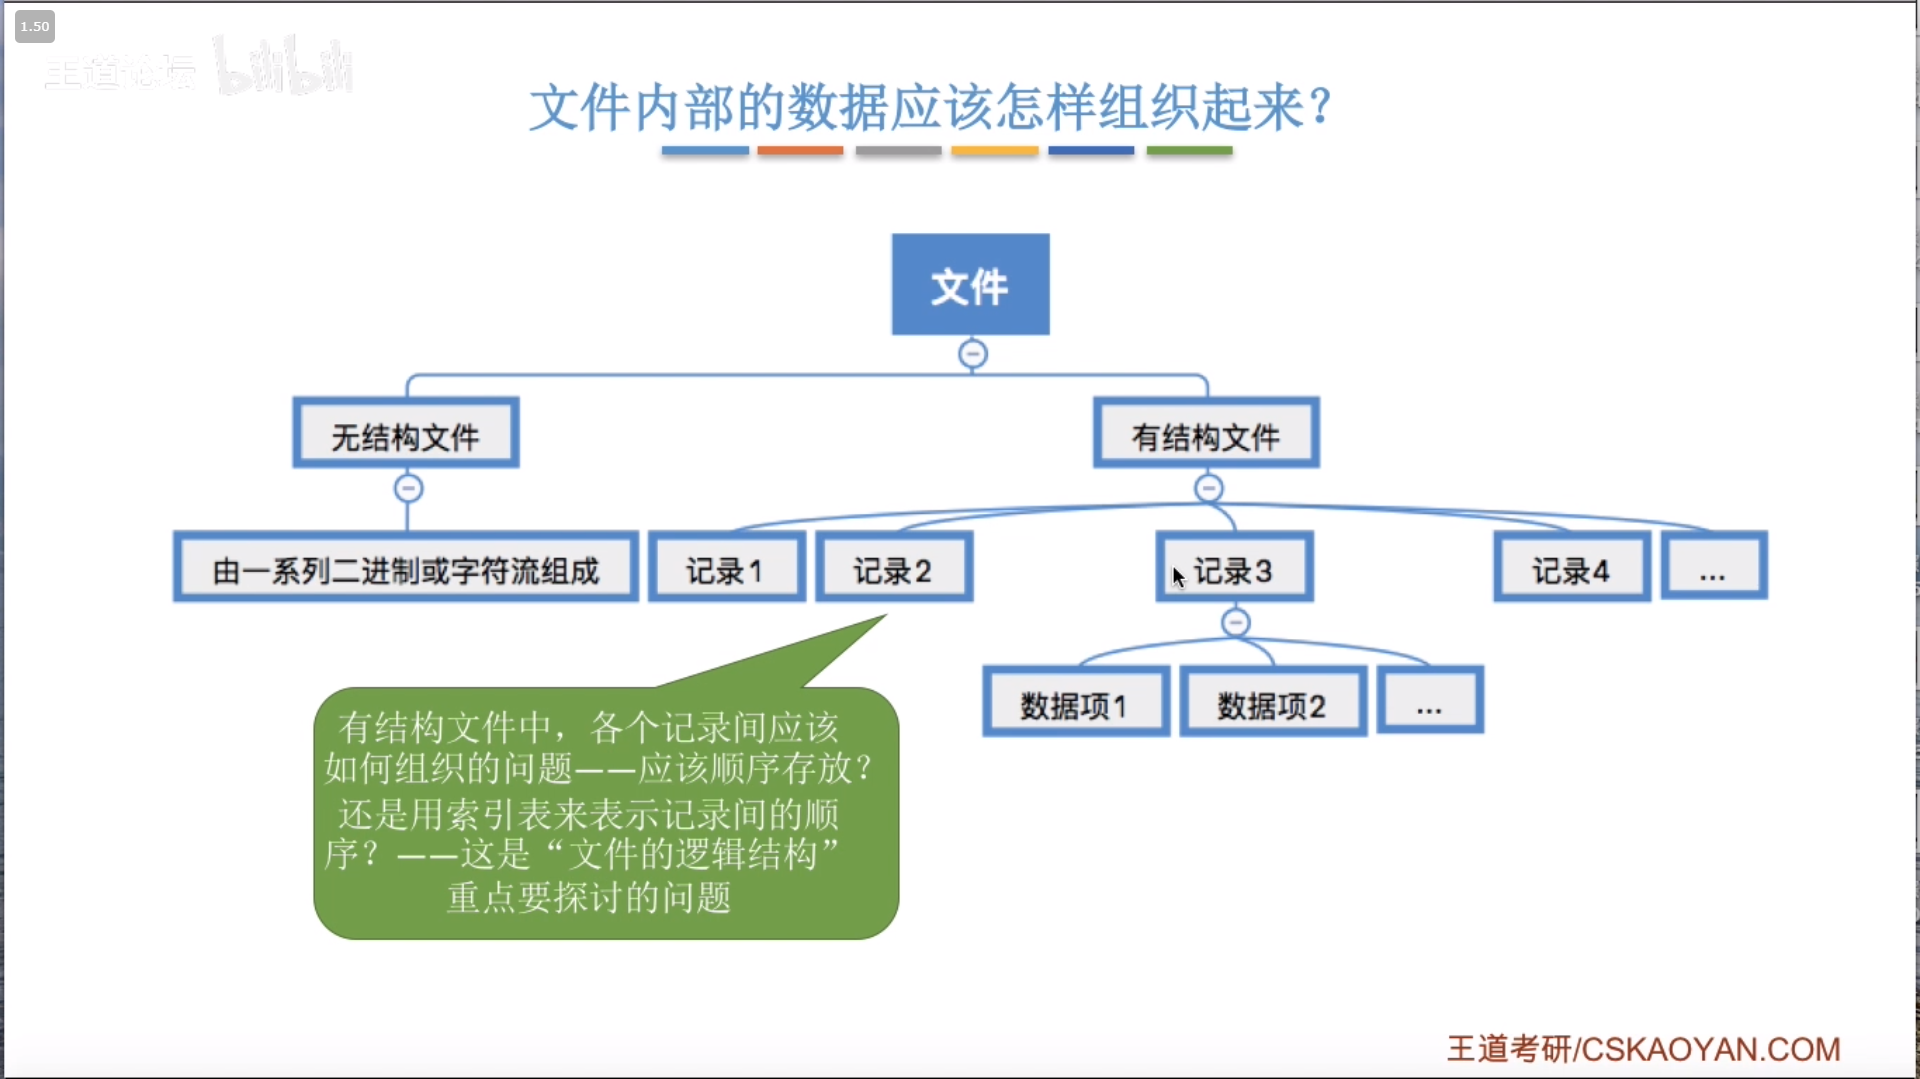 1.50
王道论坛 bilibili
文件内部的数据应该怎样组织起来？
文件
无结构文件
有结构文件
由一系列二进制或字符流组成
记录1
记录2
记录3
记录4
...
数据项1
数据项2
...
有结构文件中，各个记录间应该
如何组织的问题——应该顺序存放？
还是用索引表来表示记录间的顺
序？——这是“文件的逻辑结构”
重点要探讨的问题
王道考研/CSKAOYAN.COM